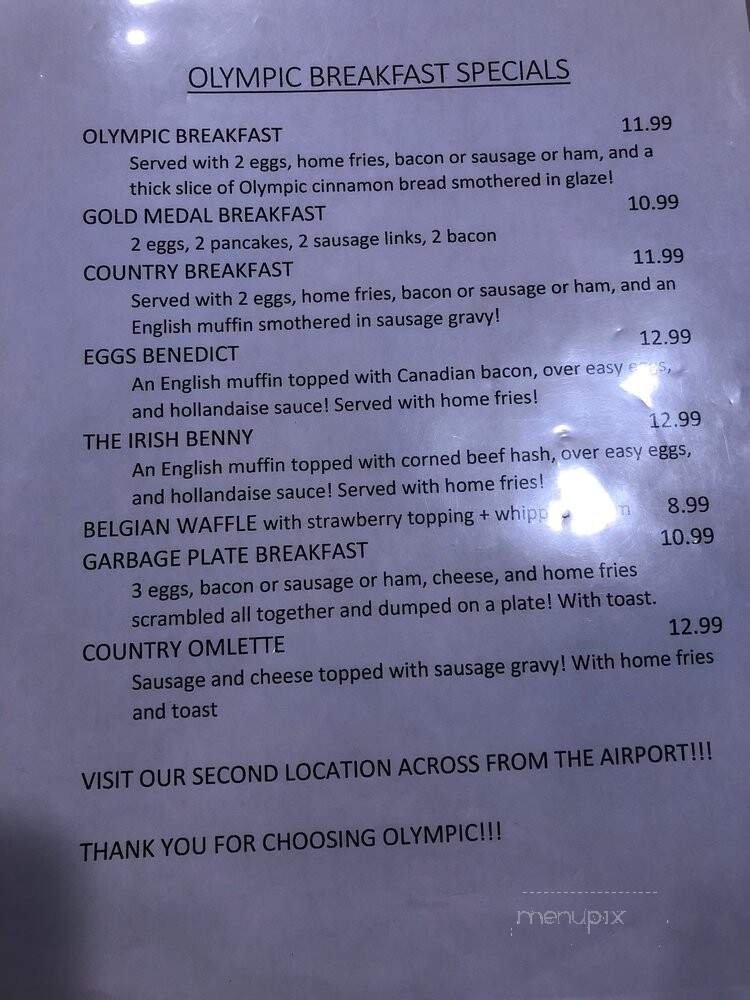 OLYMPIC BREAKFAST SPECIALS
OLYMPIC BREAKFAST 11.99
Served with 2 eggs, home fries, bacon or sausage or ham, and a
thick slice of Olympic cinnamon bread smothered in glaze!
GOLD MEDAL BREAKFAST 10.99
2 eggs, 2 pancakes, 2 sausage links, 2 bacon
COUNTRY BREAKFAST 11.99
Served with 2 eggs, home fries, bacon or sausage or ham, and an
English muffin smothered in sausage gravy!
EGGS BENEDICT 12.99
An English muffin topped with Canadian bacon, over easy eggs,
and hollandaise sauce! Served with home fries!
THE IRISH BENNY 12.99
An English muffin topped with corned beef hash, over easy eggs,
and hollandaise sauce! Served with home fries!
BELGIAN WAFFLE with strawberry topping + 8.99
GARBAGE PLATE BREAKFAST 10.99
3 eggs, bacon or sausage or ham, cheese, and home fries
scrambled all together and dumped on a plate! With toast.
COUNTRY OMLETTE 12.99
Sausage and cheese topped with sausage gravy! With home fries
and toast
VISIT OUR SECOND LOCATION ACROSS FROM THE AIRPORT!!!
THANK YOU FOR CHOOSING OLYMPIC!!!
menupix